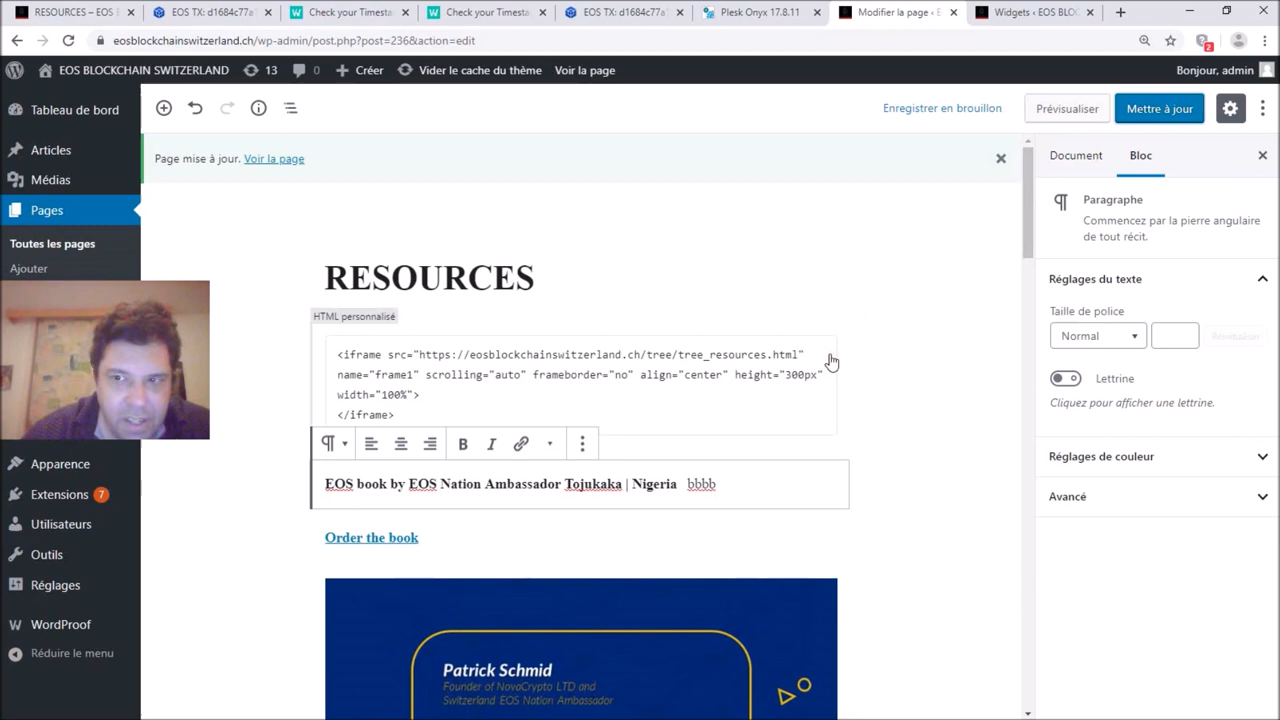 RESOURCES – EOS B
EOS TX: d1684c77a
Check your Timesta
Check your Timesta
EOS TX: d1684c77a
Plesk Onyx 17.8.11
Modifier la page ‹ E
Widgets ‹ EOS BLOC
eosblockchainswitzerland.ch/wp-admin/post.php?post=236&action=edit
2
EOS BLOCKCHAIN SWITZERLAND
13
0
Créer
Vider le cache du thème
Voir la page
Bonjour, admin
Tableau de bord
Articles
Médias
Pages
Toutes les pages
Ajouter
Apparence
Extensions 7
Utilisateurs
Outils
Réglages
WordProof
Réduire le menu
Enregistrer en brouillon
Prévisualiser
Mettre à jour
Page mise à jour. Voir la page
RESOURCES
HTML personnalisé
<iframe src="https://eosblockchainswitzerland.ch/tree/tree_resources.html"
name="frame1" scrolling="auto" frameborder="no" align="center" height="300px"
width="100%">
</iframe>
B I
EOS book by EOS Nation Ambassador Tojukaka | Nigeria bbbb
Order the book
Patrick Schmid
Founder of NovaCrypto LTD and
Switzerland EOS Nation Ambassador
Document
Bloc
Paragraphe
Commencez par la pierre angulaire
de tout récit.
Réglages du texte
Taille de police
Normal
Réinitialiser
Lettrine
Cliquez pour afficher une lettrine.
Réglages de couleur
Avancé